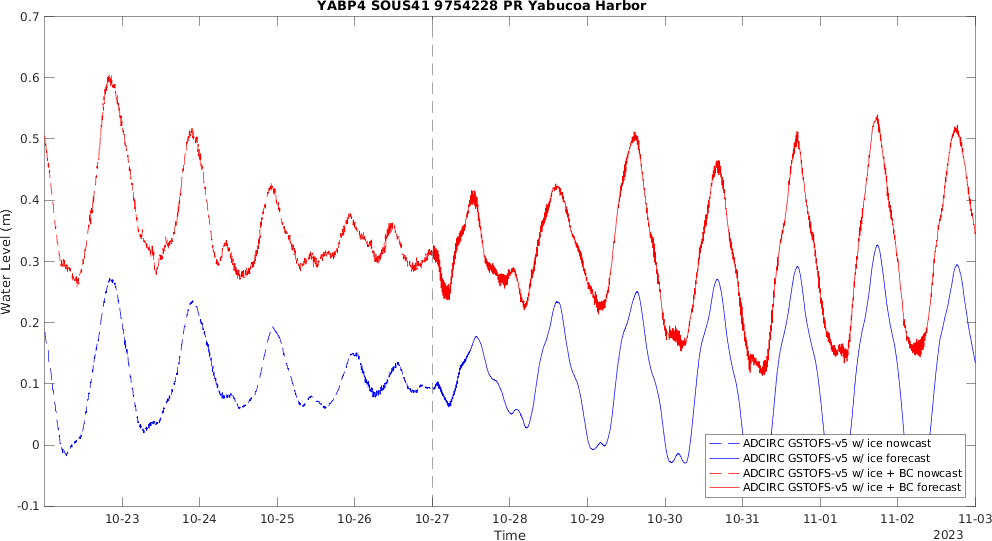 YABP4 SOUS41 9754228 PR Yabucoa Harbor
0.7
0.6
0.5
0.4
0.3
0.2
0.1
0
-0.1
Water Level (m)
10-23 10-24 10-25 10-26 10-27 10-28 10-29 10-30 10-31 11-01 11-02 11-03
Time
2023
ADCIRC GSTOFS-v5 w/ ice nowcast
ADCIRC GSTOFS-v5 w/ ice forecast
ADCIRC GSTOFS-v5 w/ ice + BC nowcast
ADCIRC GSTOFS-v5 w/ ice + BC forecast